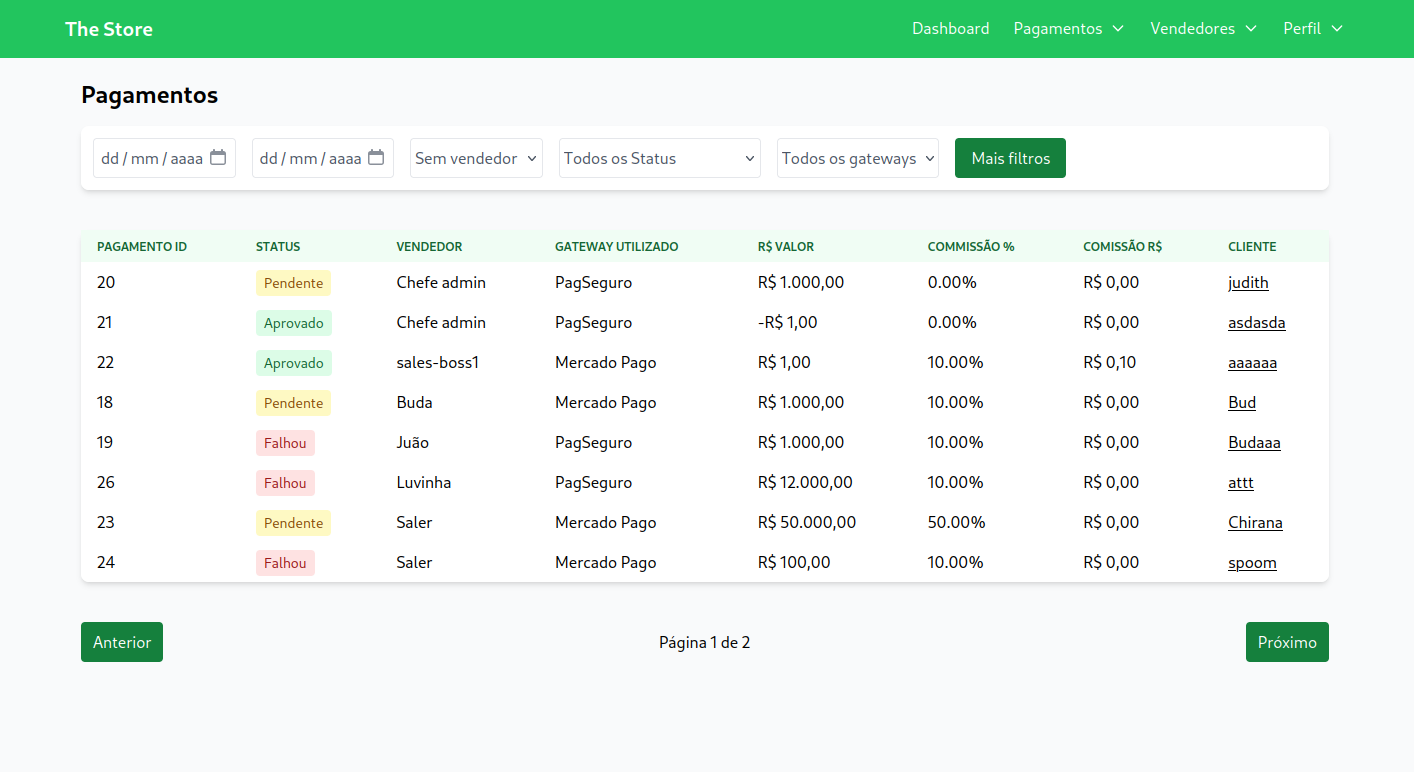 The Store Dashboard Pagamentos Vendedores Perfil
Pagamentos
dd / mm / aaaa dd / mm / aaaa Sem vendedor Todos os Status Todos os gateways Mais filtros
PAGAMENTO ID STATUS VENDEDOR GATEWAY UTILIZADO R$ VALOR COMMISSÃO % COMISSÃO R$ CLIENTE
20 Pendente Chefe admin PagSeguro R$ 1.000,00 0.00% R$ 0,00 judith
21 Aprovado Chefe admin PagSeguro -R$ 1,00 0.00% R$ 0,00 asdasda
22 Aprovado sales-boss1 Mercado Pago R$ 1,00 10.00% R$ 0,10 aaaaaa
18 Pendente Buda Mercado Pago R$ 1.000,00 10.00% R$ 0,00 Bud
19 Falhou Juão PagSeguro R$ 1.000,00 10.00% R$ 0,00 Budaaa
26 Falhou Luvinha PagSeguro R$ 12.000,00 10.00% R$ 0,00 attt
23 Pendente Saler Mercado Pago R$ 50.000,00 50.00% R$ 0,00 Chirana
24 Falhou Saler Mercado Pago R$ 100,00 10.00% R$ 0,00 spoom
Anterior Página 1 de 2 Próximo